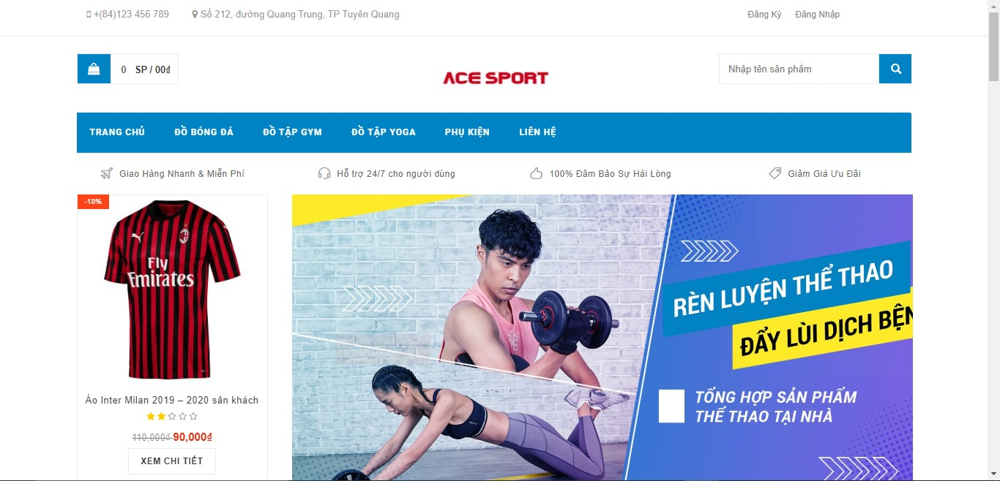 +(84)123 456 789 Số 212, đường Quang Trung, TP Tuyên Quang Đăng Ký Đăng Nhập
0 SP / 00₫ ACE SPORT Nhập tên sản phẩm
TRANG CHỦ ĐỒ BÓNG ĐÁ ĐỒ TẬP GYM ĐỒ TẬP YOGA PHỤ KIỆN LIÊN HỆ
Giao Hàng Nhanh & Miễn Phí Hỗ trợ 24/7 cho người dùng 100% Đảm Bảo Sự Hài Lòng Giảm Giá Ưu Đãi
-18%
Fly
Emirates
Áo Inter Milan 2019 – 2020 sân khách
110,000₫ 90,000₫
XEM CHI TIẾT
RÈN LUYỆN THỂ THAO
ĐẨY LÙI DỊCH BỆN
TỔNG HỢP SẢN PHẨM
THỂ THAO TẠI NHÀ